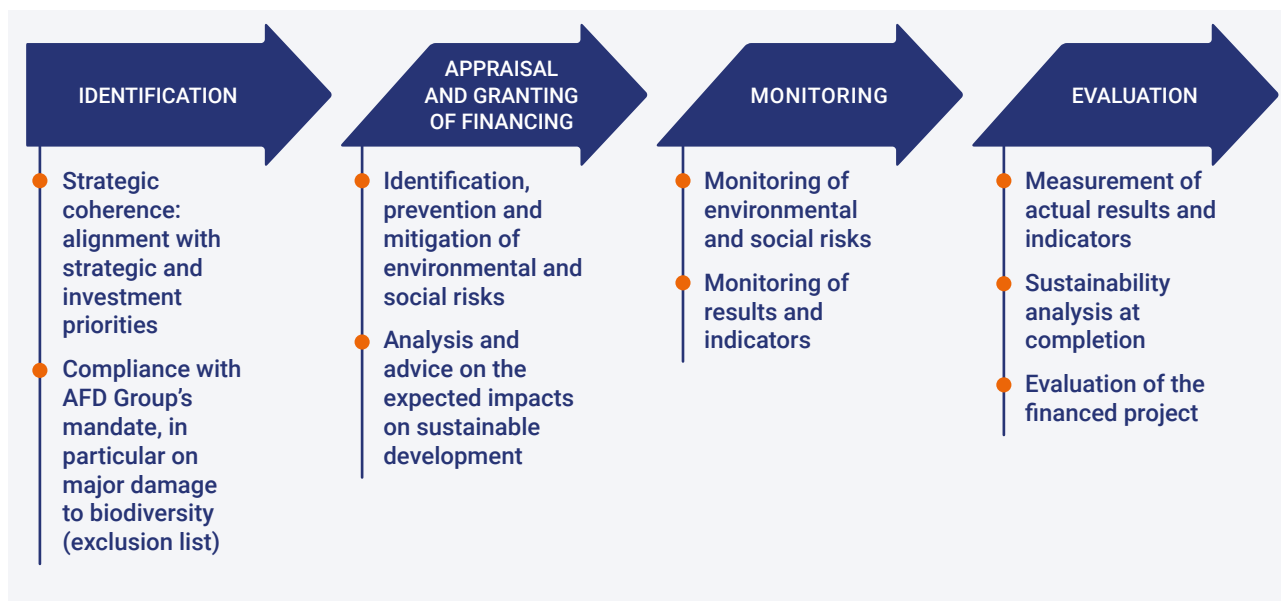 IDENTIFICATION
Strategic
coherence:
alignment with
strategic and
investment
priorities
Compliance with
AFD Group’s
mandate, in
particular on
major damage
to biodiversity
(exclusion list)
APPRAISAL
AND GRANTING
OF FINANCING
Identification,
prevention and
mitigation of
environmental and
social risks
Analysis and
advice on the
expected impacts
on sustainable
development
MONITORING
Monitoring of
environmental
and social risks
Monitoring of
results and
indicators
EVALUATION
Measurement of
actual results and
indicators
Sustainability
analysis at
completion
Evaluation of the
financed project